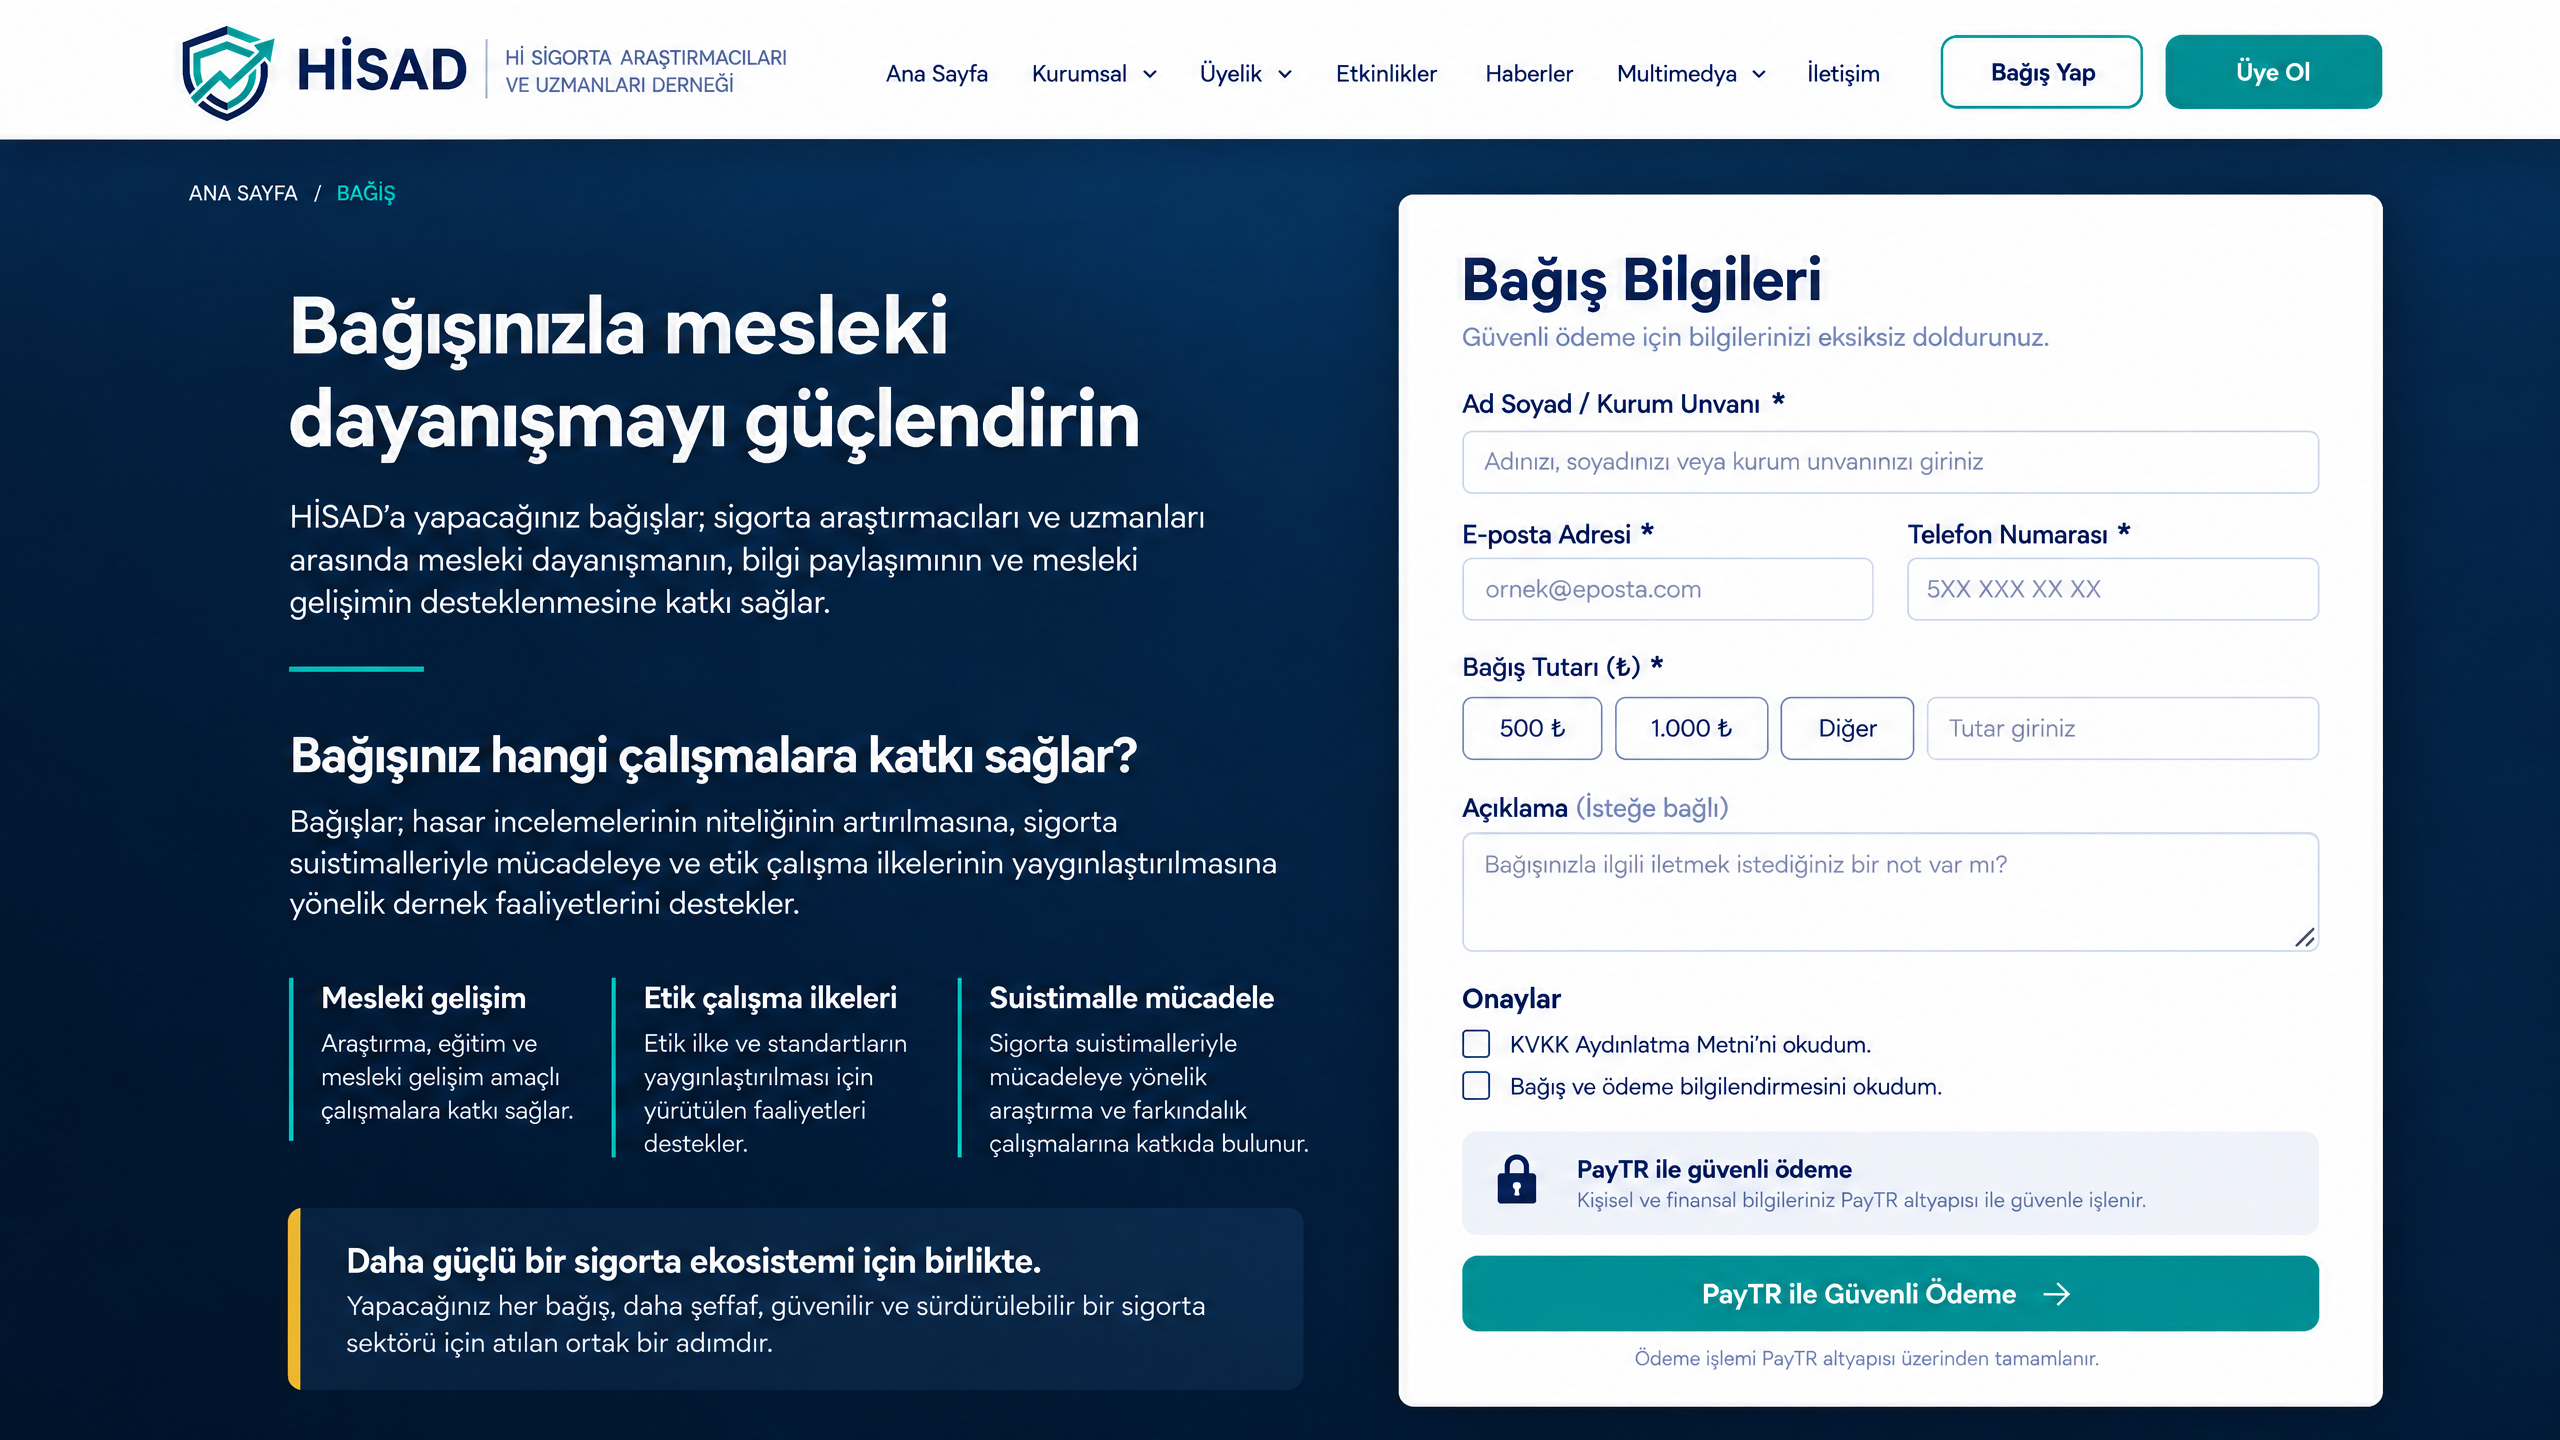 HİSAD
Hİ SİGORTA ARAŞTIRMACILARI
VE UZMANLARI DERNEĞİ
Ana Sayfa
Kurumsal
Üyelik
Etkinlikler
Haberler
Multimedya
İletişim
Bağış Yap
Üye Ol
ANA SAYFA / BAĞİŞ
Bağışınızla mesleki
dayanışmayı güçlendirin
HİSAD’a yapacağınız bağışlar; sigorta araştırmacıları ve uzmanları
arasında mesleki dayanışmanın, bilgi paylaşımının ve mesleki
gelişimin desteklenmesine katkı sağlar.
Bağışınız hangi çalışmalara katkı sağlar?
Bağışlar; hasar incelemelerinin niteliğinin artırılmasına, sigorta
suistimalleriyle mücadeleye ve etik çalışma ilkelerinin yaygınlaştırılmasına
yönelik dernek faaliyetlerini destekler.
Mesleki gelişim
Araştırma, eğitim ve
mesleki gelişim amaçlı
çalışmalara katkı sağlar.
Etik çalışma ilkeleri
Etik ilke ve standartların
yaygınlaştırılması için
yürütülen faaliyetleri
destekler.
Suistimalle mücadele
Sigorta suistimalleriyle
mücadeleye yönelik
araştırma ve farkındalık
çalışmalarına katkıda bulunur.
Daha güçlü bir sigorta ekosistemi için birlikte.
Yapacağınız her bağış, daha şeffaf, güvenilir ve sürdürülebilir bir sigorta
sektörü için atılan ortak bir adımdır.
Bağış Bilgileri
Güvenli ödeme için bilgilerinizi eksiksiz doldurunuz.
Ad Soyad / Kurum Unvanı *
Adınızı, soyadınızı veya kurum unvanınızı giriniz
E-posta Adresi *
ornek@eposta.com
Telefon Numarası *
5XX XXX XX XX
Bağış Tutarı (₺) *
500 ₺
1.000 ₺
Diğer
Tutar giriniz
Açıklama (İsteğe bağlı)
Bağışınızla ilgili iletmek istediğiniz bir not var mı?
Onaylar
KVKK Aydınlatma Metni’ni okudum.
Bağış ve ödeme bilgilendirmesini okudum.
PayTR ile güvenli ödeme
Kişisel ve finansal bilgileriniz PayTR altyapısı ile güvenle işlenir.
PayTR ile Güvenli Ödeme →
Ödeme işlemi PayTR altyapısı üzerinden tamamlanır.